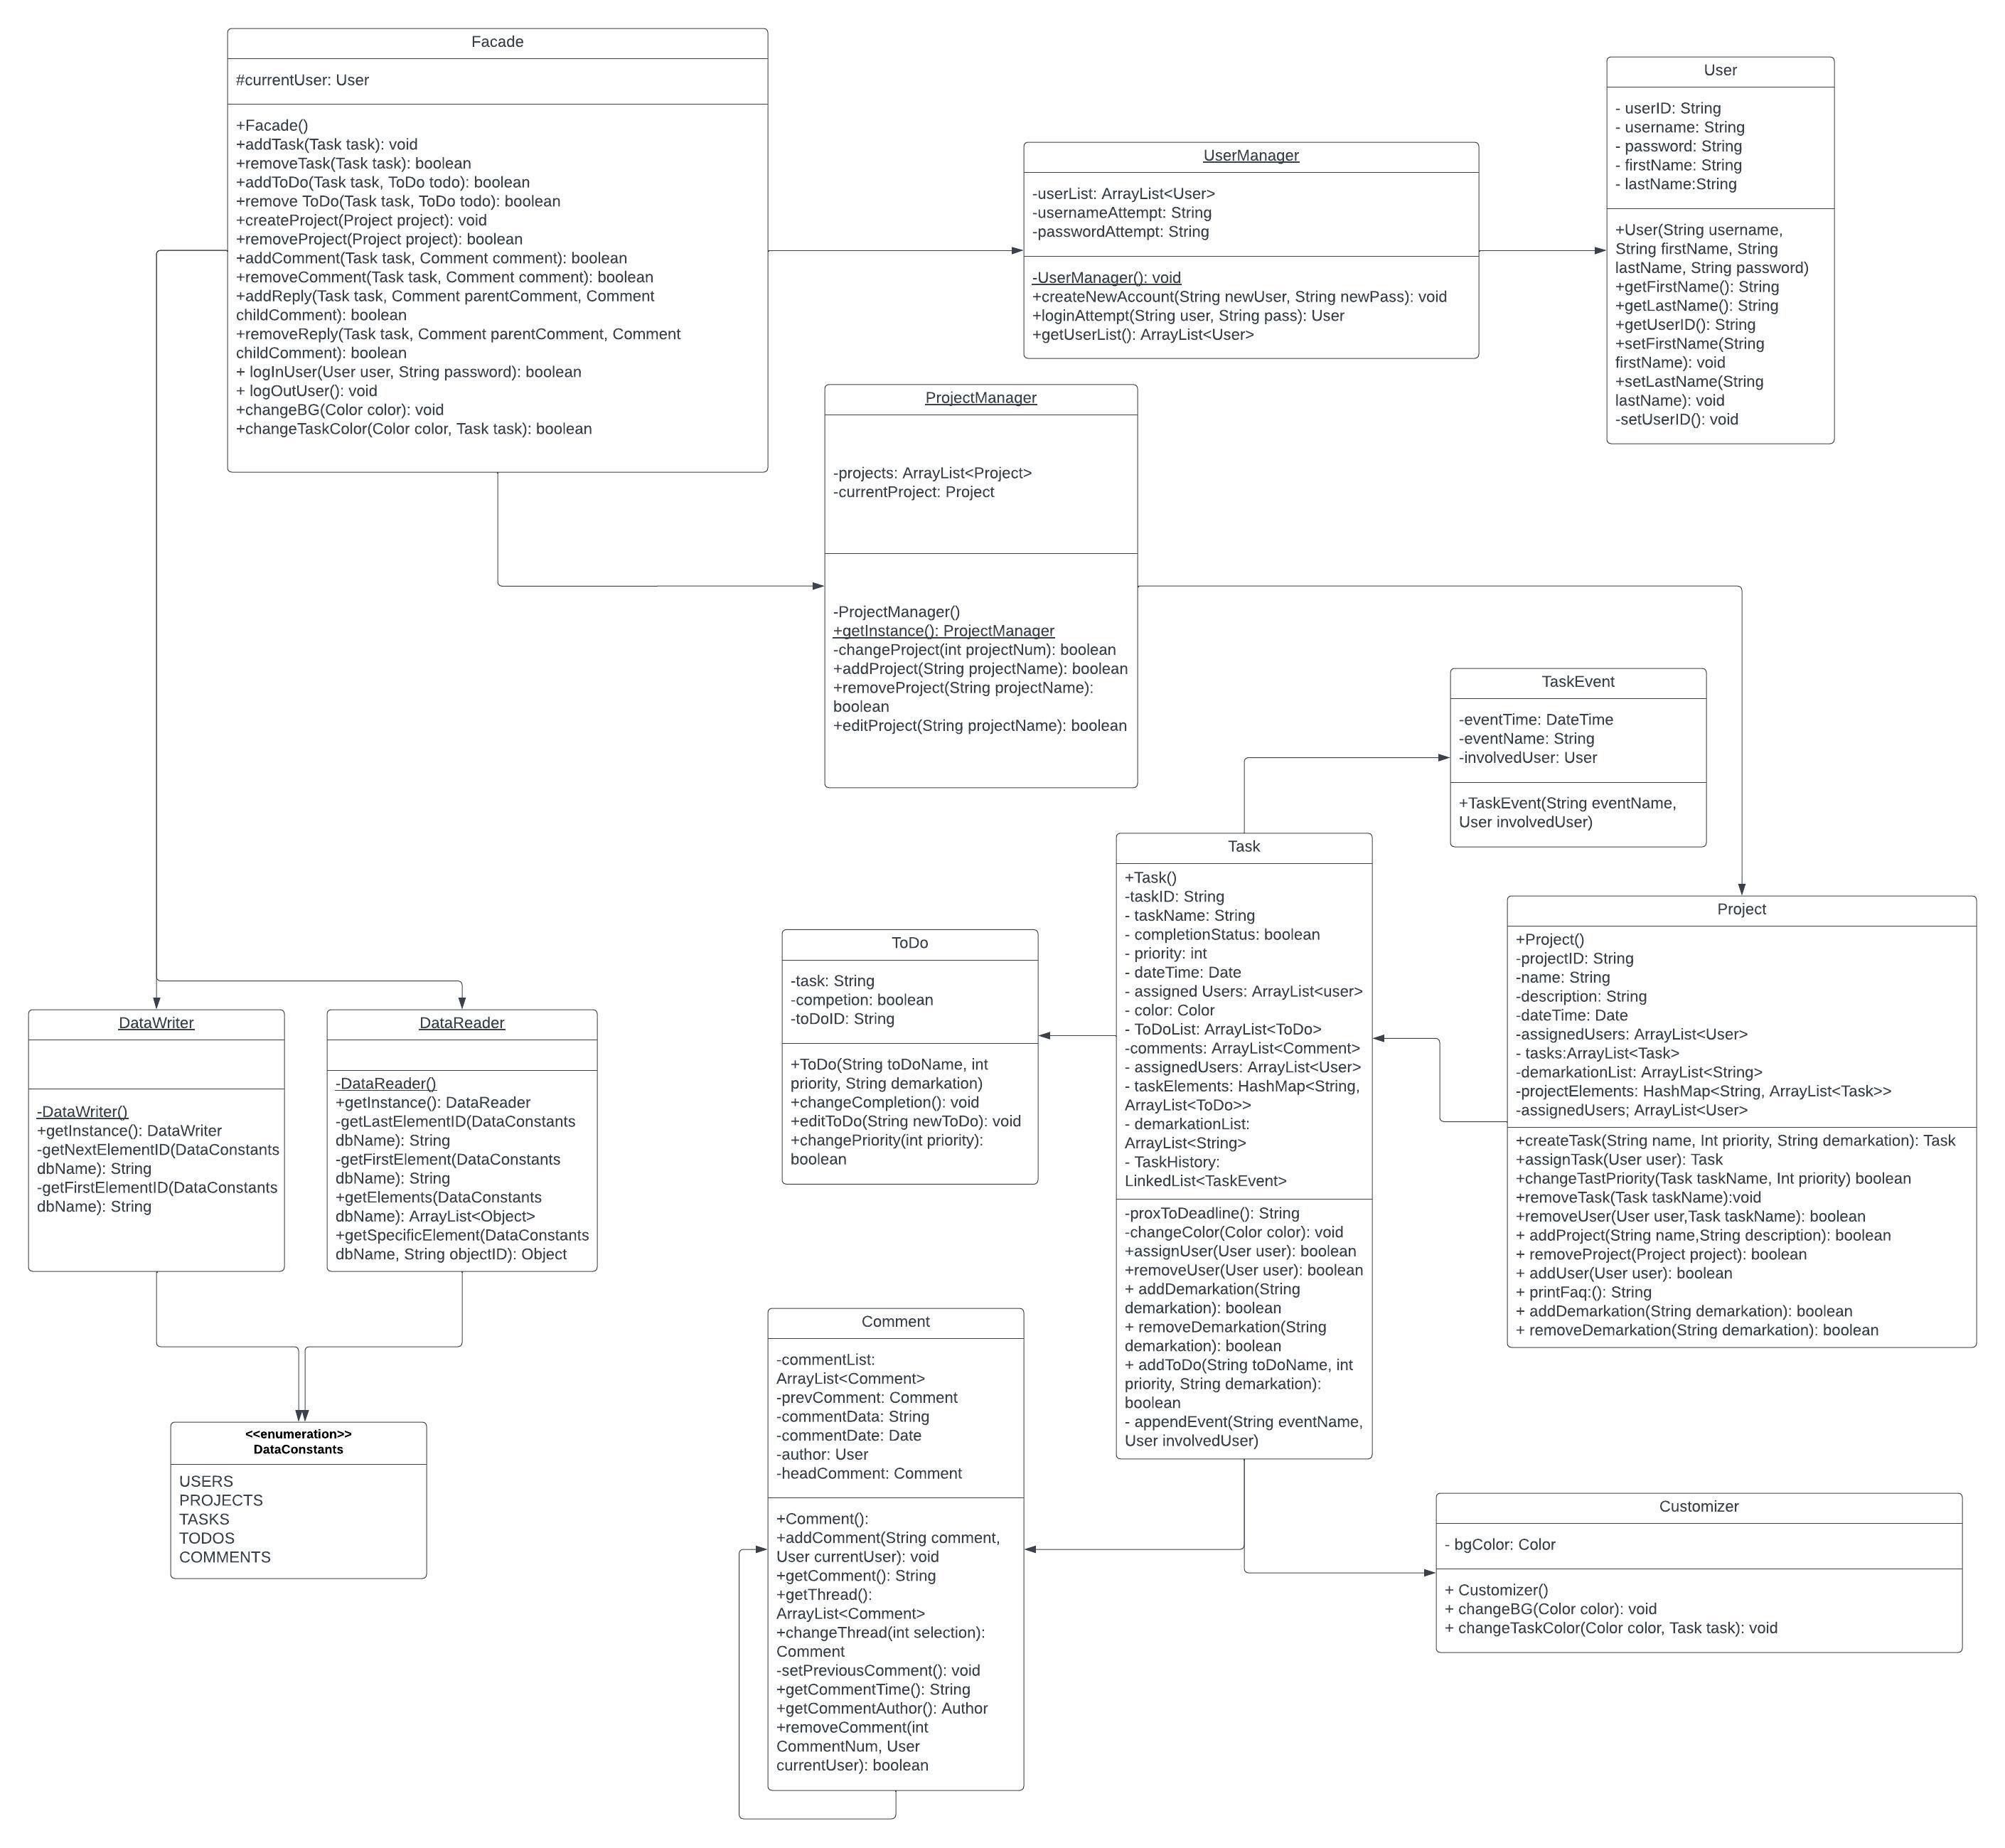 Facade
#currentUser: User
+Facade()
+addTask(Task task): void
+removeTask(Task task): boolean
+addToDo(Task task, ToDo todo): boolean
+remove ToDo(Task task, ToDo todo): boolean
+createProject(Project project): void
+removeProject(Project project): boolean
+addComment(Task task, Comment comment): boolean
+removeComment(Task task, Comment comment): boolean
+addReply(Task task, Comment parentComment, Comment
childComment): boolean
+removeReply(Task task, Comment parentComment, Comment
childComment): boolean
+ logInUser(User user, String password): boolean
+ logOutUser(): void
+changeBG(Color color): void
+changeTaskColor(Color color, Task task): boolean
UserManager
-userList: ArrayList<User>
-usernameAttempt: String
-passwordAttempt: String
-UserManager(): void
+createNewAccount(String newUser, String newPass): void
+loginAttempt(String user, String pass): User
+getUserList(): ArrayList<User>
User
- userID: String
- username: String
- password: String
- firstName: String
- lastName:String
+User(String username,
String firstName, String
lastName, String password)
+getFirstName(): String
+getLastName(): String
+getUserID(): String
+setFirstName(String
firstName): void
+setLastName(String
lastName): void
-setUserID(): void
ProjectManager
-projects: ArrayList<Project>
-currentProject: Project
-ProjectManager()
+getInstance(): ProjectManager
-changeProject(int projectNum): boolean
+addProject(String projectName): boolean
+removeProject(String projectName):
boolean
+editProject(String projectName): boolean
TaskEvent
-eventTime: DateTime
-eventName: String
-involvedUser: User
+TaskEvent(String eventName,
User involvedUser)
Task
+Task()
-taskID: String
- taskName: String
- completionStatus: boolean
- priority: int
- dateTime: Date
- assigned Users: ArrayList<user>
- color: Color
- ToDoList: ArrayList<ToDo>
-comments: ArrayList<Comment>
- assignedUsers: ArrayList<User>
- taskElements: HashMap<String,
ArrayList<ToDo>>
- demarkationList:
ArrayList<String>
- TaskHistory:
LinkedList<TaskEvent>
-proxToDeadline(): String
-changeColor(Color color): void
+assignUser(User user): boolean
+removeUser(User user): boolean
+ addDemarkation(String
demarkation): boolean
+ removeDemarkation(String
demarkation): boolean
+ addToDo(String toDoName, int
priority, String demarkation):
boolean
- appendEvent(String eventName,
User involvedUser)
Project
+Project()
-projectID: String
-name: String
-description: String
-dateTime: Date
-assignedUsers: ArrayList<User>
- tasks:ArrayList<Task>
-demarkationList: ArrayList<String>
-projectElements: HashMap<String, ArrayList<Task>>
-assignedUsers; ArrayList<User>
+createTask(String name, Int priority, String demarkation): Task
+assignTask(User user): Task
+changeTastPriority(Task taskName, Int priority) boolean
+removeTask(Task taskName):void
+removeUser(User user,Task taskName): boolean
+ addProject(String name,String description): boolean
+ removeProject(Project project): boolean
+ addUser(User user): boolean
+ printFaq:(): String
+ addDemarkation(String demarkation): boolean
+ removeDemarkation(String demarkation): boolean
ToDo
-task: String
-competion: boolean
-toDoID: String
+ToDo(String toDoName, int
priority, String demarkation)
+changeCompletion(): void
+editToDo(String newToDo): void
+changePriority(int priority):
boolean
DataWriter
-DataWriter()
+getInstance(): DataWriter
-getNextElementID(DataConstants
dbName): String
-getFirstElementID(DataConstants
dbName): String
DataReader
-DataReader()
+getInstance(): DataReader
-getLastElementID(DataConstants
dbName): String
-getFirstElement(DataConstants
dbName): String
+getElements(DataConstants
dbName): ArrayList<Object>
+getSpecificElement(DataConstants
dbName, String objectID): Object
<<enumeration>>
DataConstants
USERS
PROJECTS
TASKS
TODOS
COMMENTS
Comment
-commentList:
ArrayList<Comment>
-prevComment: Comment
-commentData: String
-commentDate: Date
-author: User
-headComment: Comment
+Comment():
+addComment(String comment,
User currentUser): void
+getComment(): String
+getThread():
ArrayList<Comment>
+changeThread(int selection):
Comment
-setPreviousComment(): void
+getCommentTime(): String
+getCommentAuthor(): Author
+removeComment(int
CommentNum, User
currentUser): boolean
Customizer
- bgColor: Color
+ Customizer()
+ changeBG(Color color): void
+ changeTaskColor(Color color, Task task): void